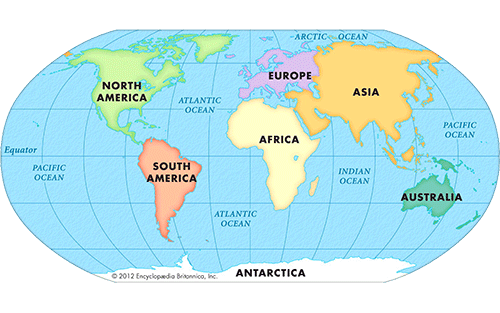 ARCTIC OCEAN
NORTH
AMERICA
EUROPE
ASIA
ATLANTIC
OCEAN
PACIFIC
OCEAN
AFRICA
Equator
PACIFIC
OCEAN
SOUTH
AMERICA
INDIAN
OCEAN
AUSTRALIA
ATLANTIC
OCEAN
ANTARCTICA
© 2012 Encyclopædia Britannica, Inc.